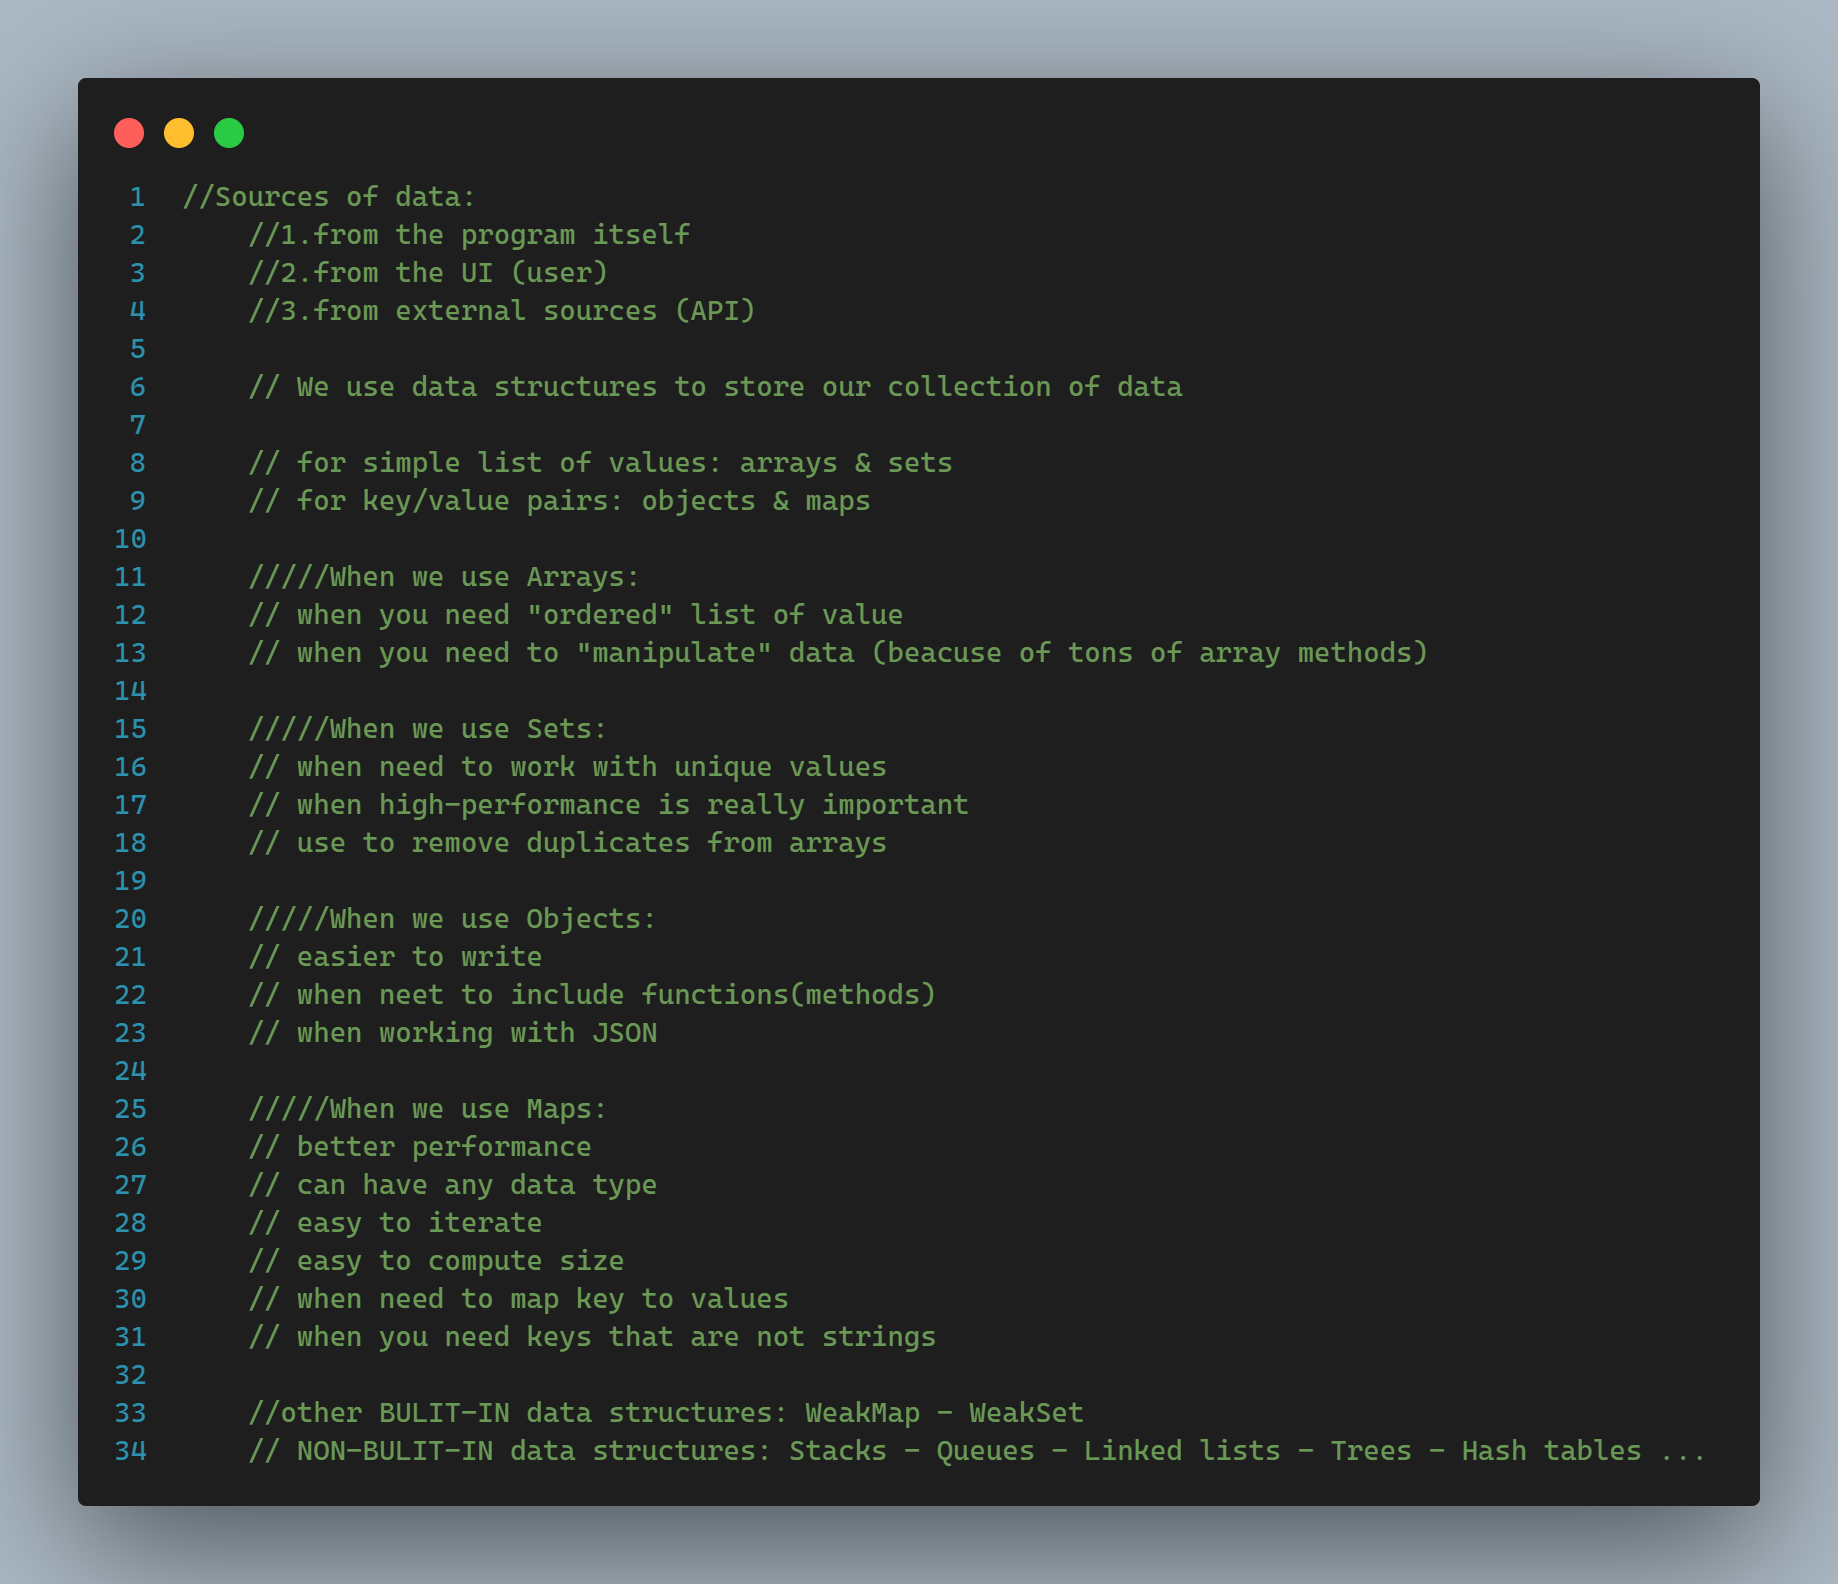 1 //Sources of data:
2 //1.from the program itself
3 //2.from the UI (user)
4 //3.from external sources (API)
5
6 // We use data structures to store our collection of data
7
8 // for simple list of values: arrays & sets
9 // for key/value pairs: objects & maps
10
11 /////When we use Arrays:
12 // when you need "ordered" list of value
13 // when you need to "manipulate" data (beacuse of tons of array methods)
14
15 /////When we use Sets:
16 // when need to work with unique values
17 // when high-performance is really important
18 // use to remove duplicates from arrays
19
20 /////When we use Objects:
21 // easier to write
22 // when neet to include functions(methods)
23 // when working with JSON
24
25 /////When we use Maps:
26 // better performance
27 // can have any data type
28 // easy to iterate
29 // easy to compute size
30 // when need to map key to values
31 // when you need keys that are not strings
32
33 //other BULIT-IN data structures: WeakMap - WeakSet
34 // NON-BULIT-IN data structures: Stacks - Queues - Linked lists - Trees - Hash tables ...